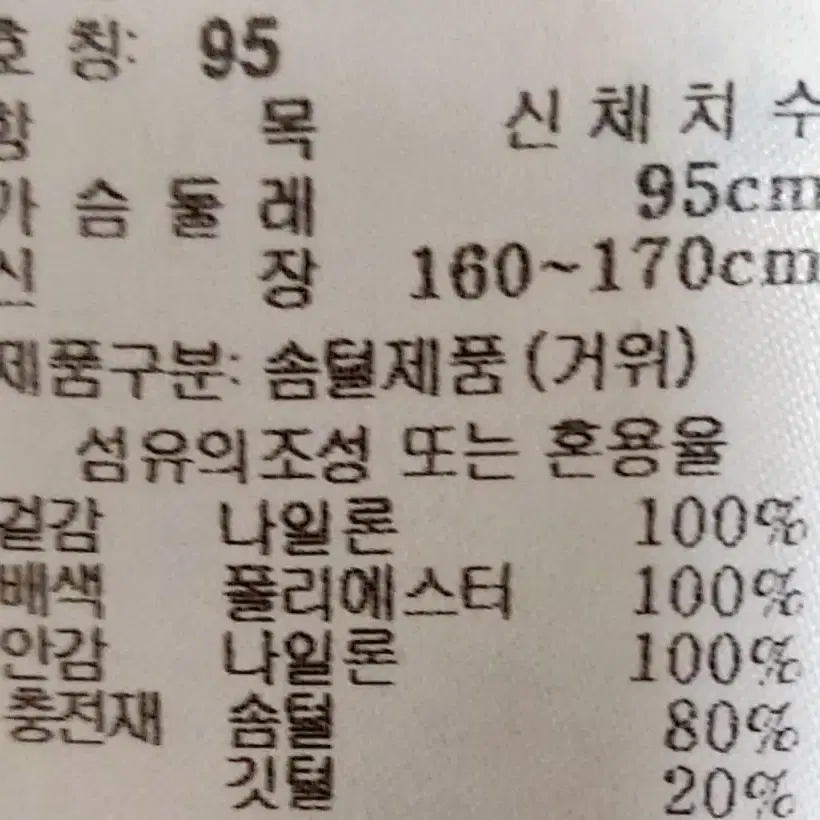 호 칭: 95
항 목 신 체 치 수
가 슴 둘 레 95cm
신 장 160~170cm
제품구분: 솜털제품 (거위)
섬유의조성 또는 혼용율
겉감 나일론 100%
배색 폴리에스터 100%
안감 나일론 100%
충전재 솜털 80%
깃털 20%